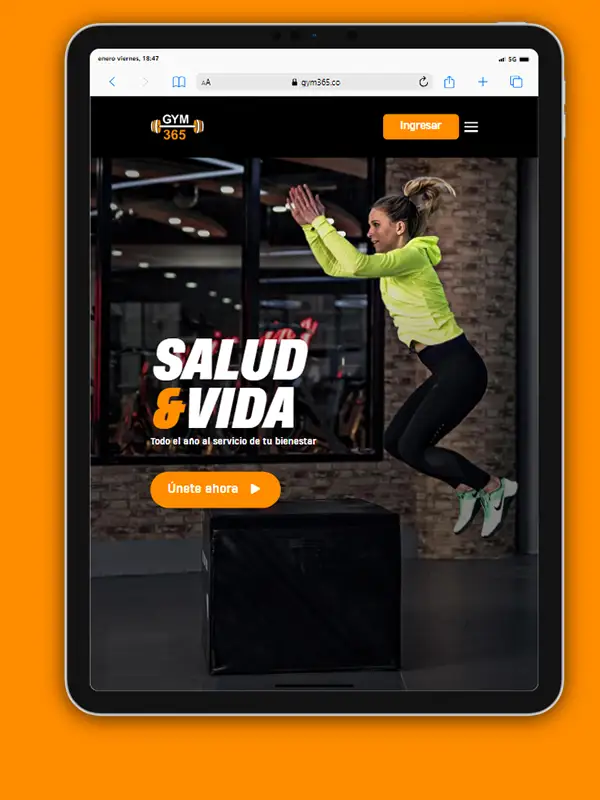 enero viernes, 18:47
5G
AA
gym365.co
GYM
365
Ingresar
SALUD
&VIDA
Todo el año al servicio de tu bienestar
Únete ahora